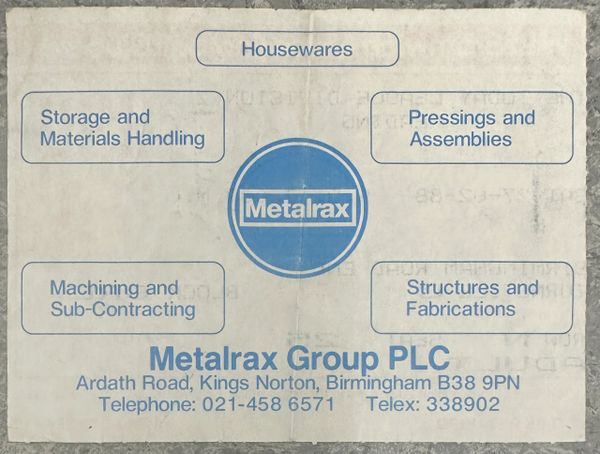 Housewares
Storage and
Materials Handling
Pressings and
Assemblies
Metalrax
Machining and
Sub-Contracting
Structures and
Fabrications
Metalrax Group PLC
Ardath Road, Kings Norton, Birmingham B38 9PN
Telephone: 021-458 6571 Telex: 338902